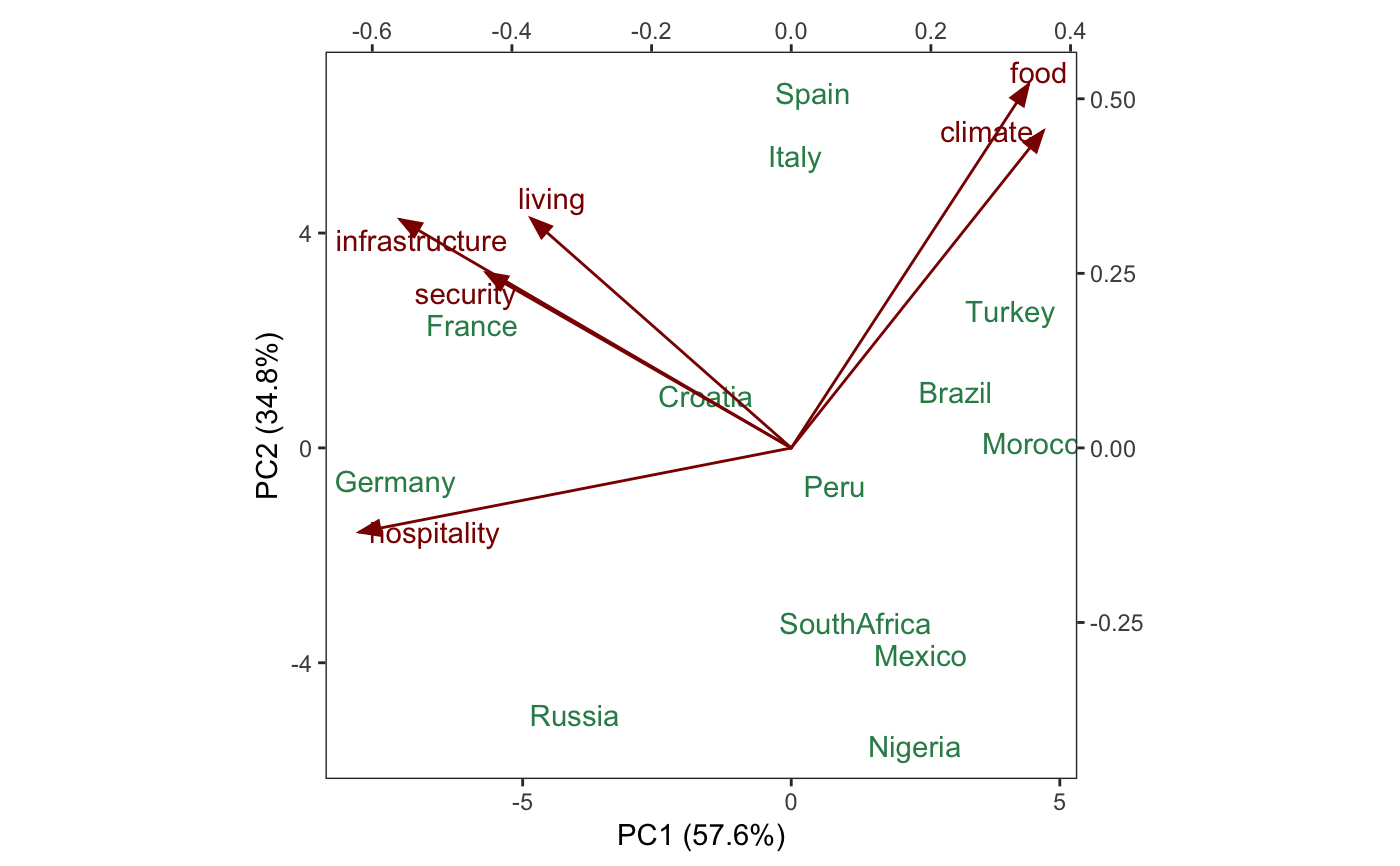 -0.6 -0.4 -0.2 0.0 0.2 0.4
food
Spain
0.50
climate
Italy
living
4
infrastructure
0.25
security
Turkey
France
Brazil
Croatia
PC2 (34.8%)
0
Morocc
0.00
Germany
Peru
hospitality
SouthAfrica
-0.25
Mexico
-4
Russia
Nigeria
-5 0 5
PC1 (57.6%)